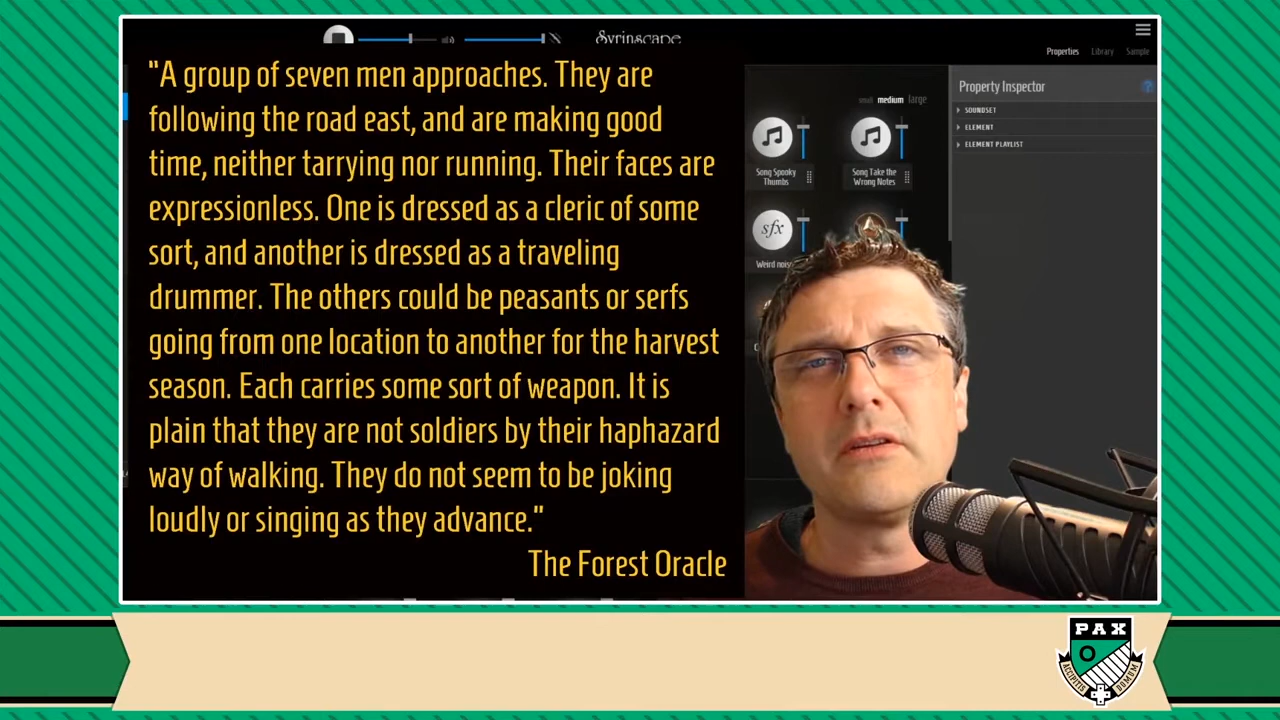 Syrinscape
Properties Library Sample
"A group of seven men approaches. They are
following the road east, and are making good
time, neither tarrying nor running. Their faces are
expressionless. One is dressed as a cleric of some
sort, and another is dressed as a traveling
drummer. The others could be peasants or serfs
going from one location to another for the harvest
season. Each carries some sort of weapon. It is
plain that they are not soldiers by their haphazard
way of walking. They do not seem to be joking
loudly or singing as they advance."
The Forest Oracle
small medium large
Song Spooky
Thumbs
Song Take the
Wrong Notes
sfx
Weird
Property Inspector
?
SOUNDSET
ELEMENT
ELEMENT PLAYLIST
PAX
O
ACCIPITIS DOMUM